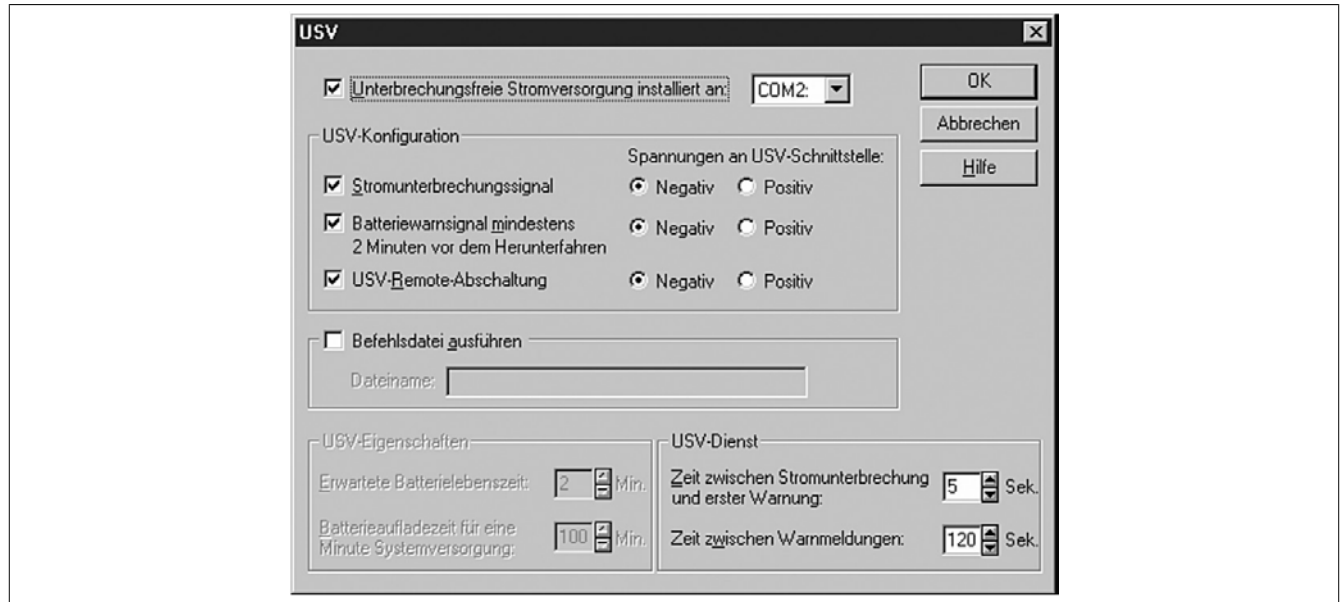 USV
Unterbrechungsfreie Stromversorgung installiert an: COM2:
OK
Abbrechen
Hilfe
USV-Konfiguration
Spannungen an USV-Schnittstelle:
Stromunterbrechungssignal Negativ Positiv
Batteriewarnsignal mindestens
2 Minuten vor dem Herunterfahren Negativ Positiv
USV-Remote-Abschaltung Negativ Positiv
Befehlsdatei ausführen
Dateiname:
USV-Eigenschaften
Erwartete Batterielebenszeit: 2 Min.
Batterieaufladezeit für eine
Minute Systemversorgung: 100 Min.
USV-Dienst
Zeit zwischen Stromunterbrechung
und erster Warnung: 5 Sek.
Zeit zwischen Warnmeldungen: 120 Sek.